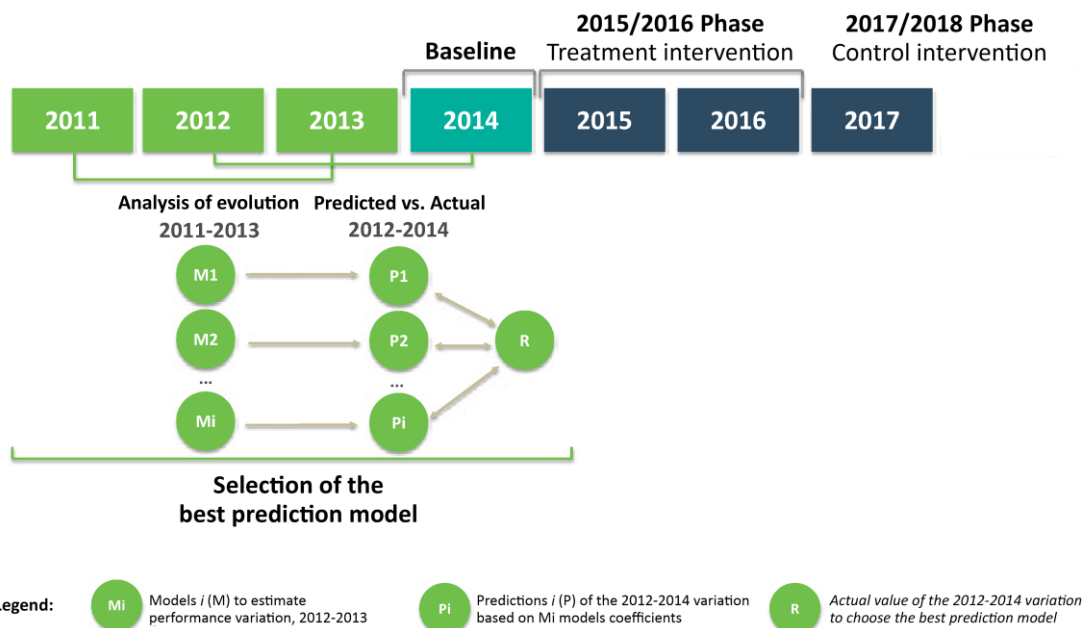 2015/2016 Phase
Treatment intervention
2017/2018 Phase
Control intervention
Baseline
2011
2012
2013
2014
2015
2016
2017
Analysis of evolution
2011-2013
Predicted vs. Actual
2012-2014
M1
P1
M2
P2
R
...
...
Mi
Pi
Selection of the
best prediction model
Legend:
Mi
Models i (M) to estimate
performance variation, 2012-2013
Pi
Predictions i (P) of the 2012-2014 variation
based on Mi models coefficients
R
Actual value of the 2012-2014 variation
to choose the best prediction model